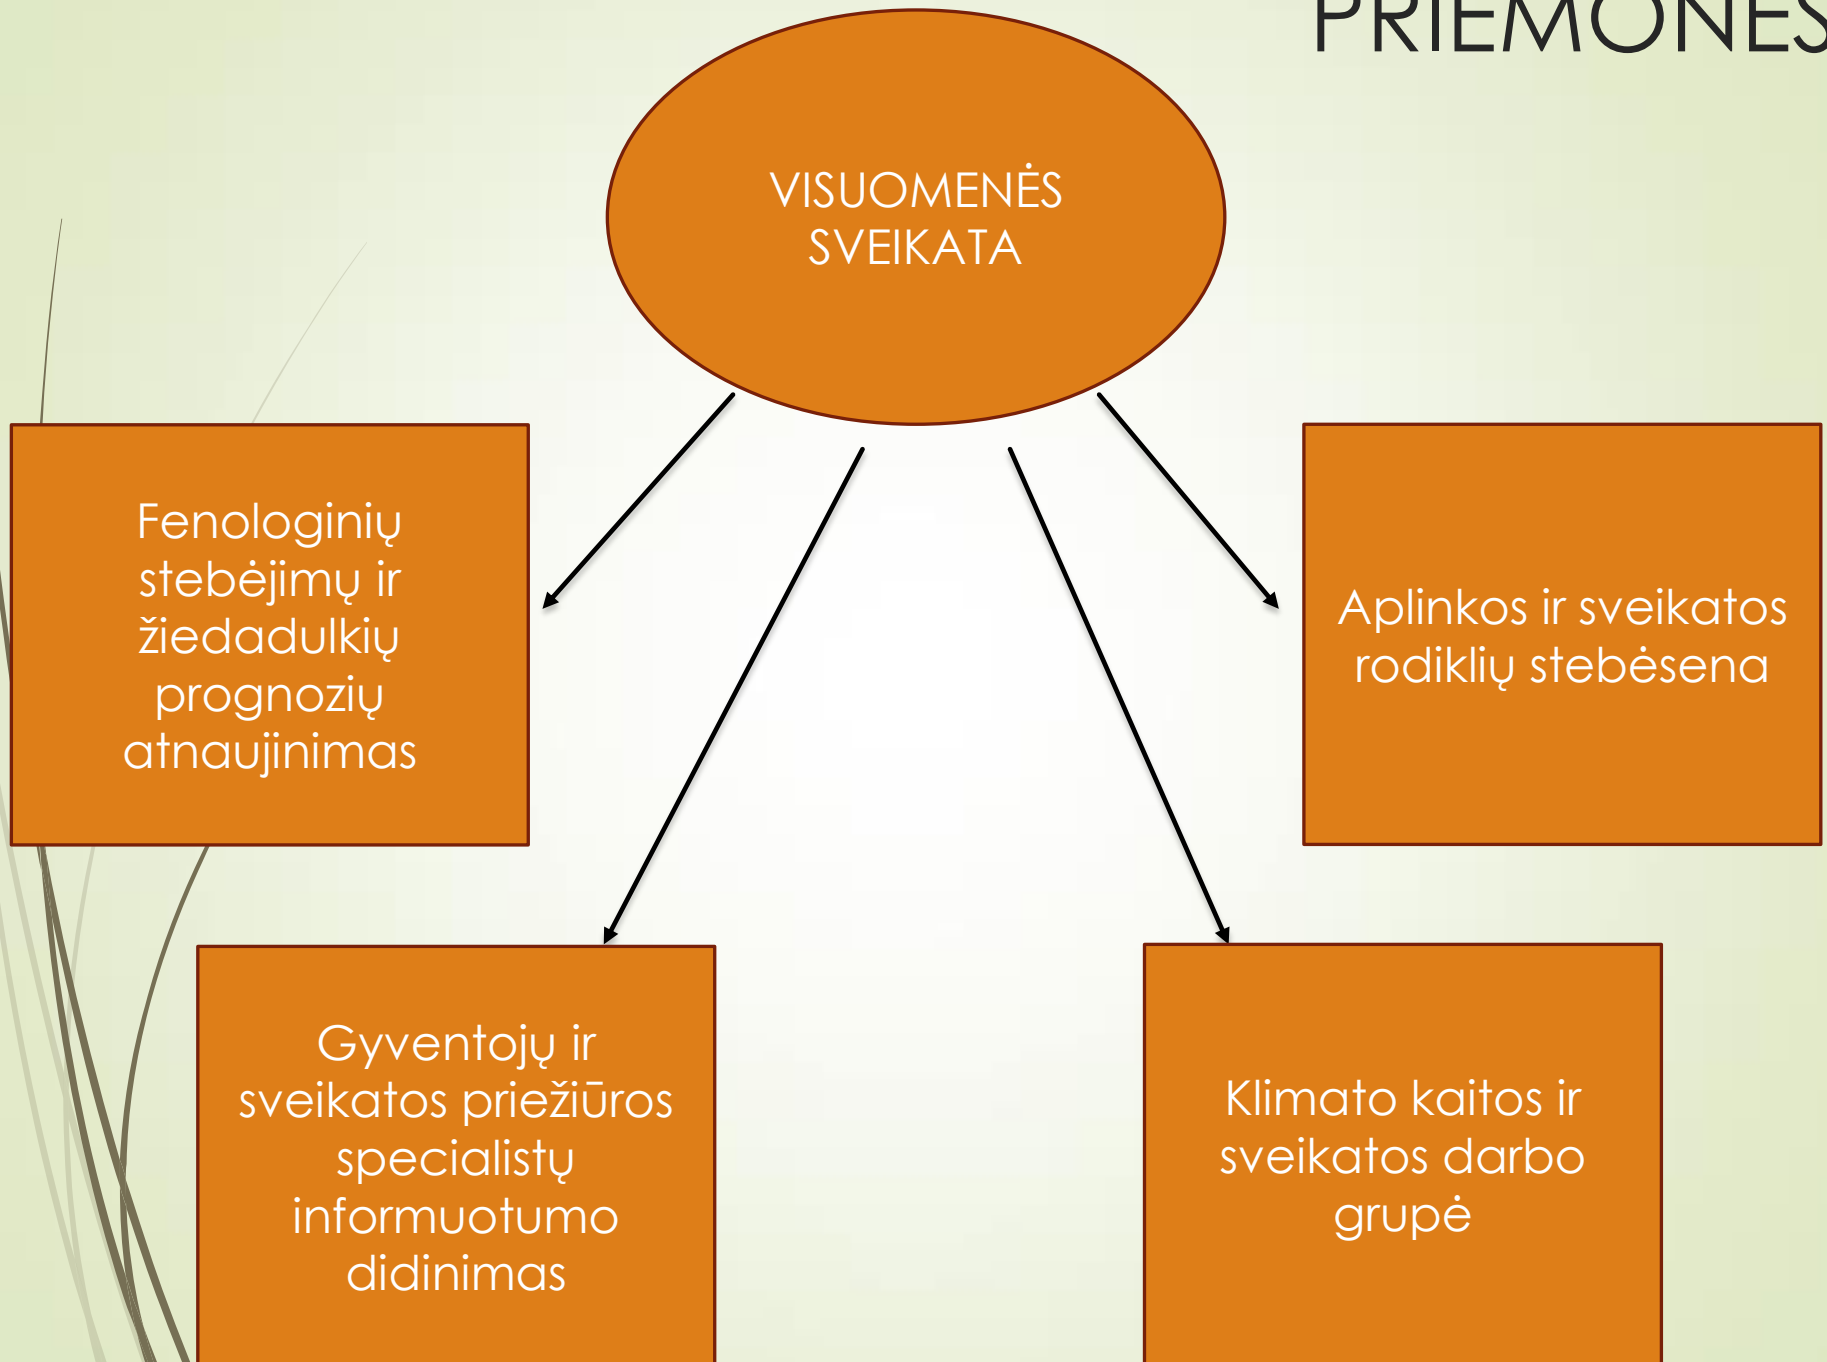 PRIEMONĖS
VISUOMENĖS
SVEIKATA
Fenologinių
stebėjimų ir
žiedadulkių
prognozių
atnaujinimas
Aplinkos ir sveikatos
rodiklių stebėsena
Gyventojų ir
sveikatos priežiūros
specialistų
informuotumo
didinimas
Klimato kaitos ir
sveikatos darbo
grupė